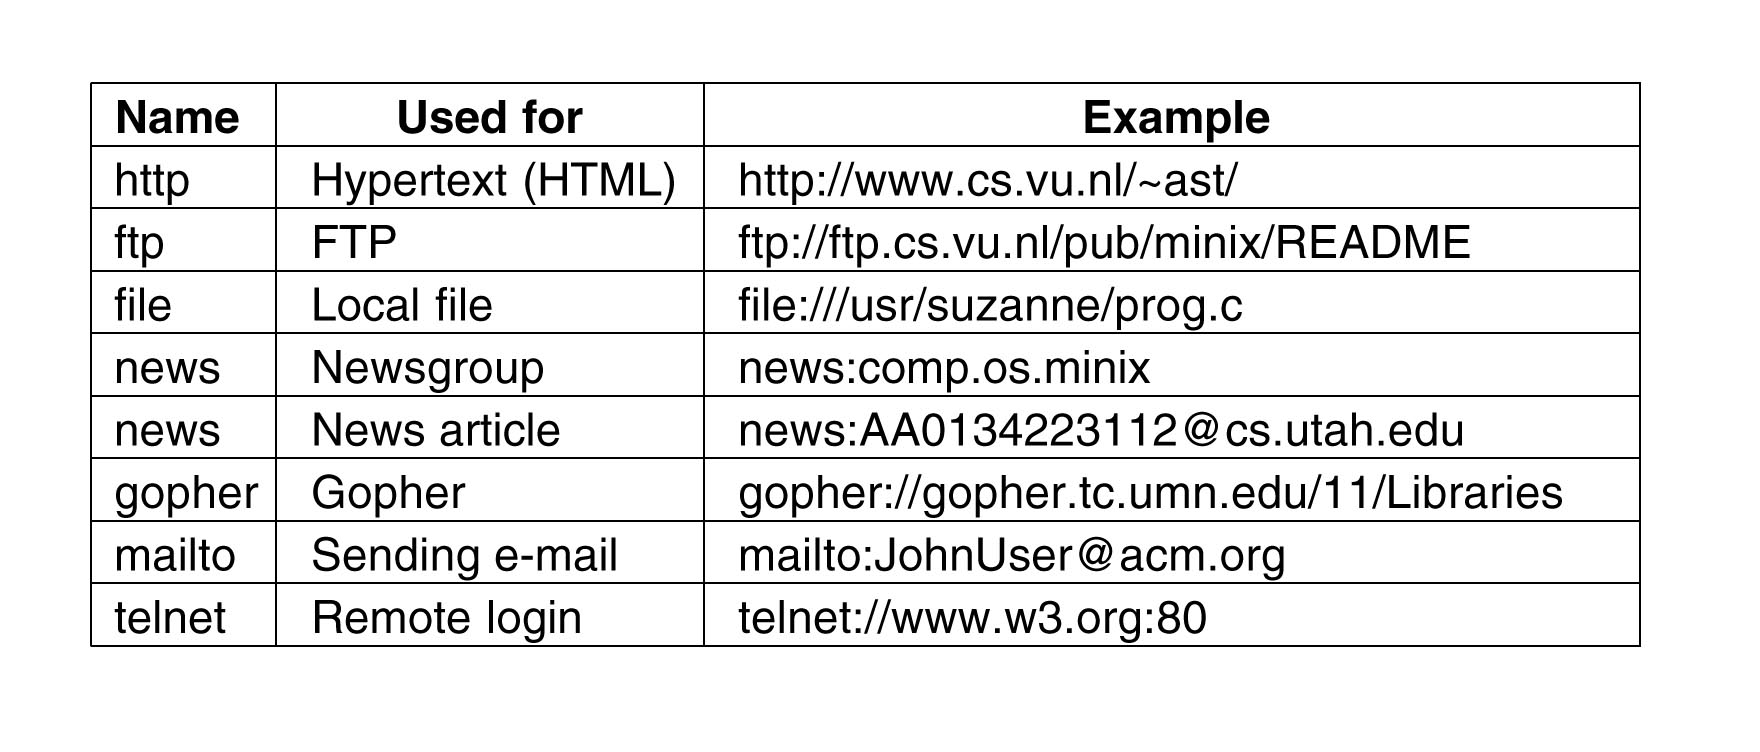 Name Used for Example
http Hypertext (HTML) http://www.cs.vu.nl/~ast/
ftp FTP ftp://ftp.cs.vu.nl/pub/minix/README
file Local file file:///usr/suzanne/prog.c
news Newsgroup news:comp.os.minix
news News article news:AA0134223112@cs.utah.edu
gopher Gopher gopher://gopher.tc.umn.edu/11/Libraries
mailto Sending e-mail mailto:JohnUser@acm.org
telnet Remote login telnet://www.w3.org:80